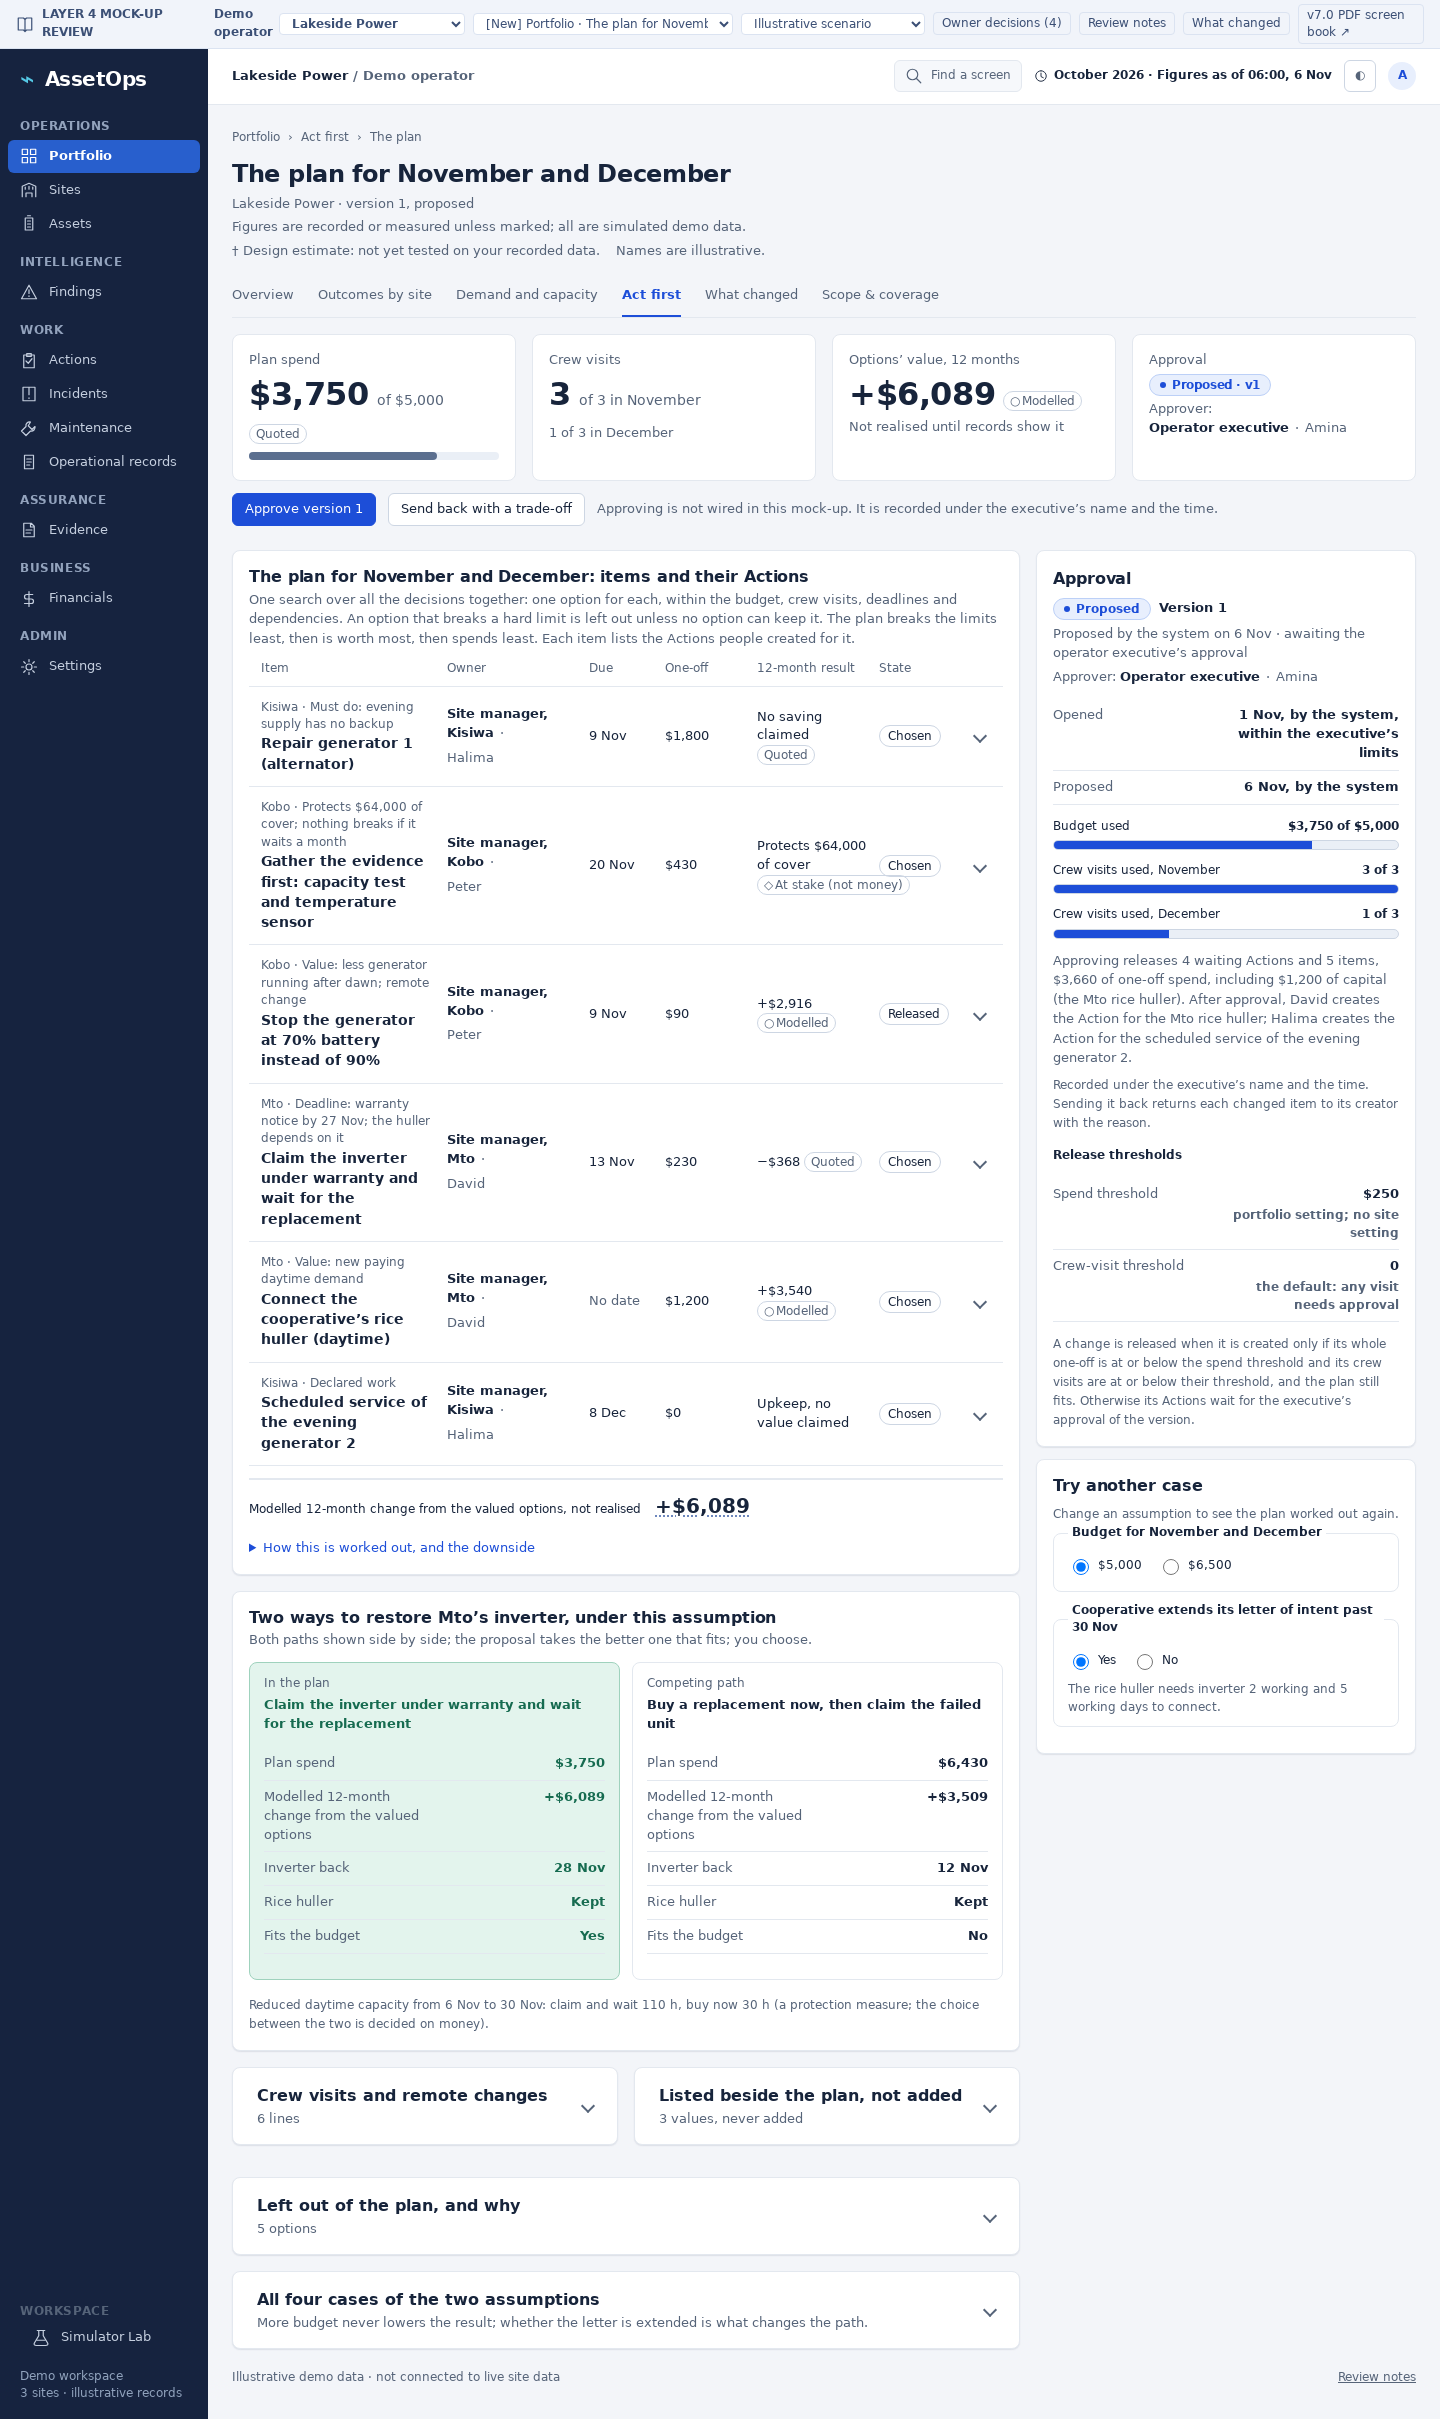 LAYER 4 MOCK-UP REVIEW
Demo operator
Lakeside Power
[New] Portfolio · The plan for Novemb
Illustrative scenario
Owner decisions (4)
Review notes
What changed
v7.0 PDF screen book ↗
AssetOps
OPERATIONS
Portfolio
Sites
Assets
INTELLIGENCE
Findings
WORK
Actions
Incidents
Maintenance
Operational records
ASSURANCE
Evidence
BUSINESS
Financials
ADMIN
Settings
WORKSPACE
Simulator Lab
Demo workspace
3 sites · illustrative records
Lakeside Power / Demo operator
Find a screen
October 2026 · Figures as of 06:00, 6 Nov
A
Portfolio › Act first › The plan
The plan for November and December
Lakeside Power · version 1, proposed
Figures are recorded or measured unless marked; all are simulated demo data.
† Design estimate: not yet tested on your recorded data. Names are illustrative.
Overview
Outcomes by site
Demand and capacity
Act first
What changed
Scope & coverage
Plan spend
$3,750 of $5,000
Quoted
Crew visits
3 of 3 in November
1 of 3 in December
Options’ value, 12 months
+$6,089 Modelled
Not realised until records show it
Approval
Proposed · v1
Approver:
Operator executive · Amina
Approve version 1
Send back with a trade-off
Approving is not wired in this mock-up. It is recorded under the executive’s name and the time.
The plan for November and December: items and their Actions
One search over all the decisions together: one option for each, within the budget, crew visits, deadlines and
dependencies. An option that breaks a hard limit is left out unless no option can keep it. The plan breaks the limits
least, then is worth most, then spends least. Each item lists the Actions people created for it.
Item
Owner
Due
One-off
12-month result
State
Kisiwa · Must do: evening
supply has no backup
Repair generator 1
(alternator)
Site manager,
Kisiwa ·
Halima
9 Nov
$1,800
No saving
claimed
Quoted
Chosen
Kobo · Protects $64,000 of
cover; nothing breaks if it
waits a month
Gather the evidence
first: capacity test
and temperature
sensor
Site manager,
Kobo ·
Peter
20 Nov
$430
Protects $64,000
of cover
At stake (not money)
Chosen
Kobo · Value: less generator
running after dawn; remote
change
Stop the generator
at 70% battery
instead of 90%
Site manager,
Kobo ·
Peter
9 Nov
$90
+$2,916
Modelled
Released
Mto · Deadline: warranty
notice by 27 Nov; the huller
depends on it
Claim the inverter
under warranty and
wait for the
replacement
Site manager,
Mto ·
David
13 Nov
$230
−$368 Quoted
Chosen
Mto · Value: new paying
daytime demand
Connect the
cooperative’s rice
huller (daytime)
Site manager,
Mto ·
David
No date
$1,200
+$3,540
Modelled
Chosen
Kisiwa · Declared work
Scheduled service of
the evening
generator 2
Site manager,
Kisiwa ·
Halima
8 Dec
$0
Upkeep, no
value claimed
Chosen
Modelled 12-month change from the valued options, not realised +$6,089
How this is worked out, and the downside
Two ways to restore Mto’s inverter, under this assumption
Both paths shown side by side; the proposal takes the better one that fits; you choose.
In the plan
Claim the inverter under warranty and wait
for the replacement
Plan spend
$3,750
Modelled 12-month
change from the valued
options
+$6,089
Inverter back
28 Nov
Rice huller
Kept
Fits the budget
Yes
Competing path
Buy a replacement now, then claim the failed
unit
Plan spend
$6,430
Modelled 12-month
change from the valued
options
+$3,509
Inverter back
12 Nov
Rice huller
Kept
Fits the budget
No
Reduced daytime capacity from 6 Nov to 30 Nov: claim and wait 110 h, buy now 30 h (a protection measure; the choice
between the two is decided on money).
Crew visits and remote changes
6 lines
Listed beside the plan, not added
3 values, never added
Left out of the plan, and why
5 options
All four cases of the two assumptions
More budget never lowers the result; whether the letter is extended is what changes the path.
Approval
Proposed Version 1
Proposed by the system on 6 Nov · awaiting the
operator executive’s approval
Approver: Operator executive · Amina
Opened
1 Nov, by the system,
within the executive’s
limits
Proposed
6 Nov, by the system
Budget used
$3,750 of $5,000
Crew visits used, November
3 of 3
Crew visits used, December
1 of 3
Approving releases 4 waiting Actions and 5 items,
$3,660 of one-off spend, including $1,200 of capital
(the Mto rice huller). After approval, David creates
the Action for the Mto rice huller; Halima creates the
Action for the scheduled service of the evening
generator 2.
Recorded under the executive’s name and the time.
Sending it back returns each changed item to its creator
with the reason.
Release thresholds
Spend threshold
$250
portfolio setting; no site
setting
Crew-visit threshold
0
the default: any visit
needs approval
A change is released when it is created only if its whole
one-off is at or below the spend threshold and its crew
visits are at or below their threshold, and the plan still
fits. Otherwise its Actions wait for the executive’s
approval of the version.
Try another case
Change an assumption to see the plan worked out again.
Budget for November and December
$5,000
$6,500
Cooperative extends its letter of intent past
30 Nov
Yes
No
The rice huller needs inverter 2 working and 5
working days to connect.
Illustrative demo data · not connected to live site data
Review notes